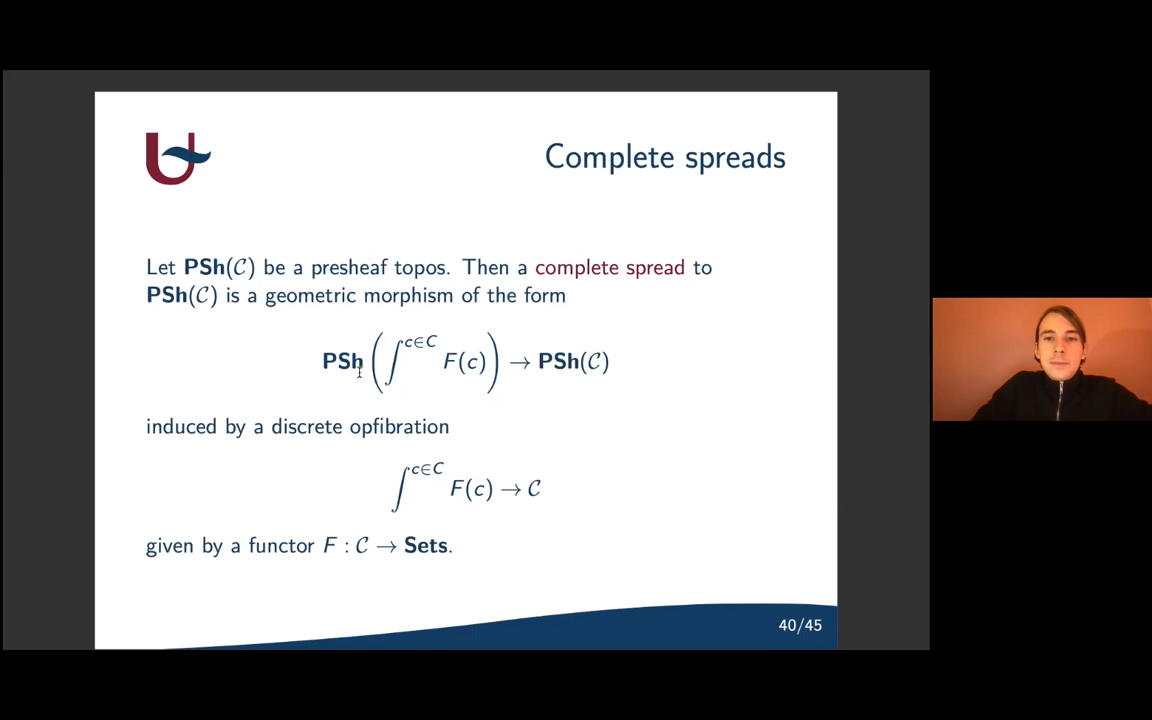 Complete spreads
Let PSh(𝒞) be a presheaf topos. Then a complete spread to
PSh(𝒞) is a geometric morphism of the form
PSh(∫^{c∈C} F(c)) → PSh(𝒞)
induced by a discrete opfibration
∫^{c∈C} F(c) → 𝒞
given by a functor F : 𝒞 → Sets.
40/45